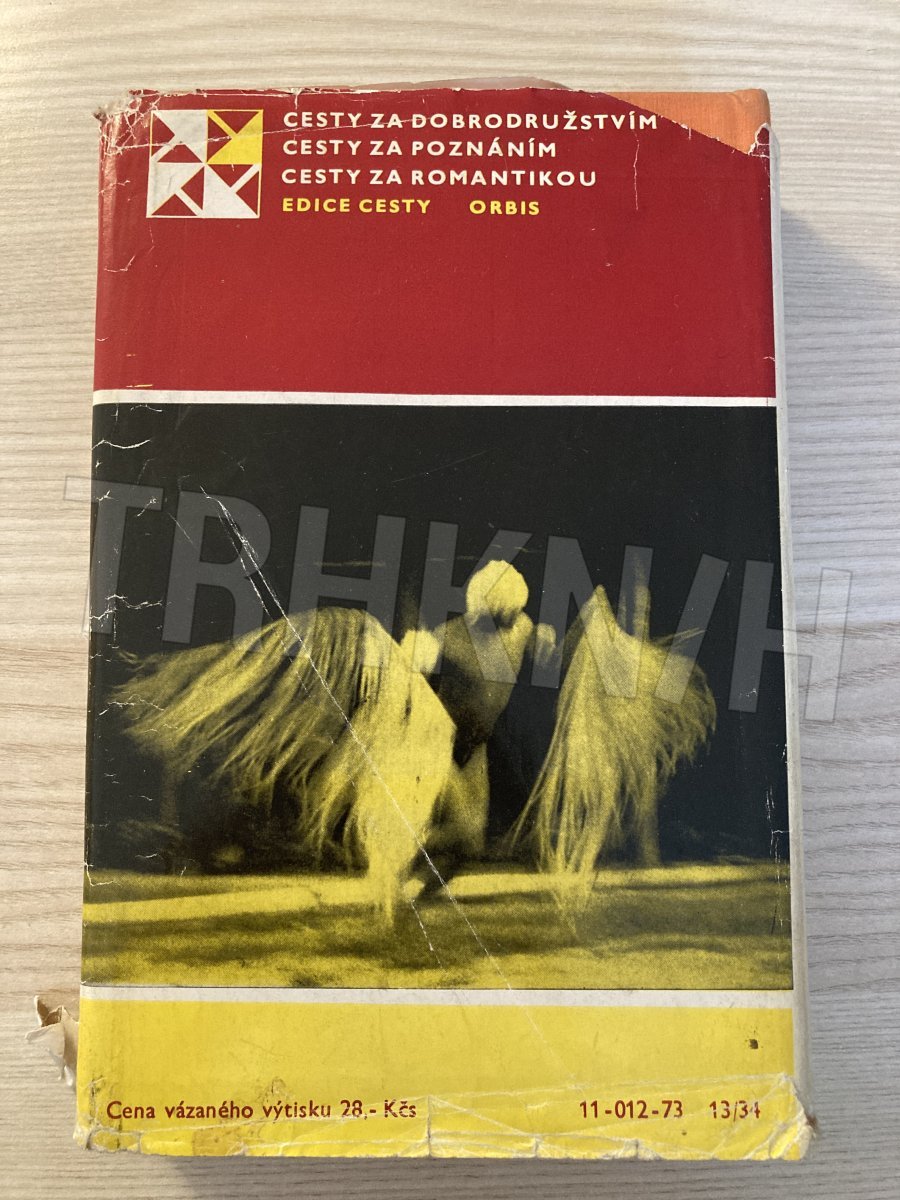 CESTY ZA DOBRODRUŽSTVÍM
CESTY ZA POZNÁNÍM
CESTY ZA ROMANTIKOU
EDICE CESTY ORBIS
TRHKNIH
Cena vázaného výtisku 28,- Kčs
11-012-73 13/34